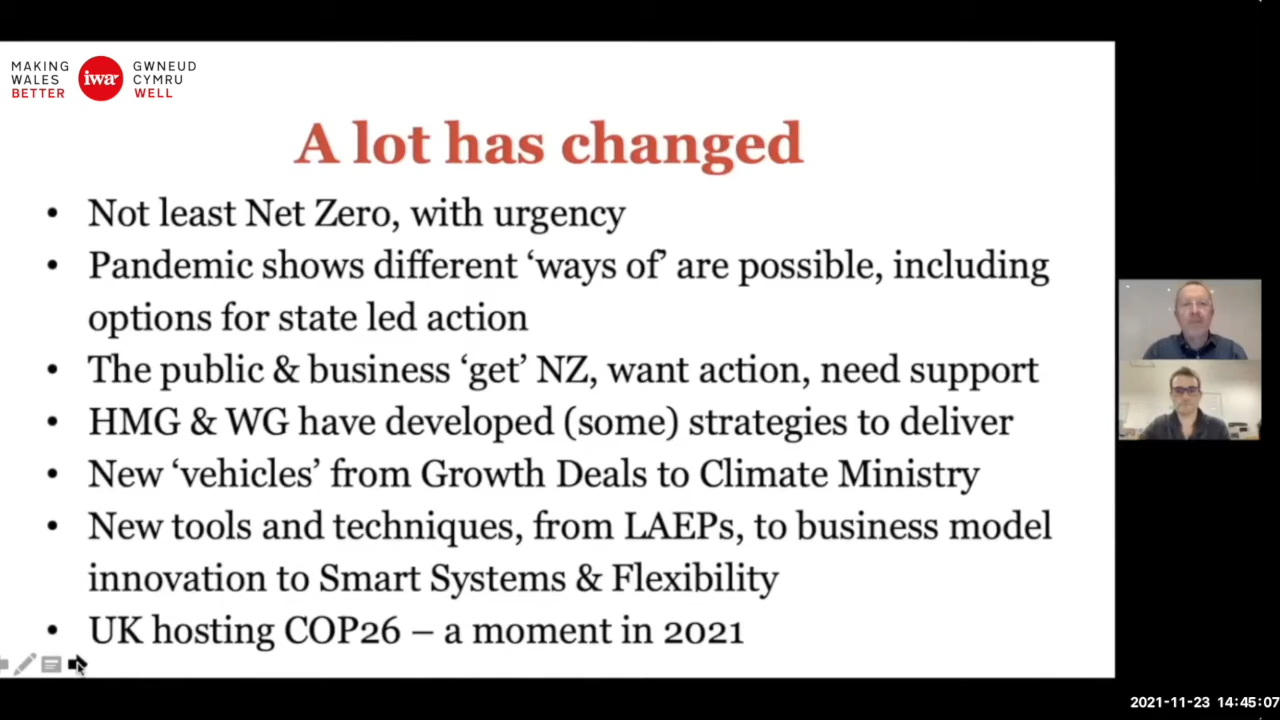 MAKING
WALES
BETTER
iwa
GWNEUD
CYMRU
WELL
A lot has changed
• Not least Net Zero, with urgency
• Pandemic shows different ‘ways of’ are possible, including
options for state led action
• The public & business ‘get’ NZ, want action, need support
• HMG & WG have developed (some) strategies to deliver
• New ‘vehicles’ from Growth Deals to Climate Ministry
• New tools and techniques, from LAEPs, to business model
innovation to Smart Systems & Flexibility
• UK hosting COP26 – a moment in 2021
2021-11-23 14:45:07